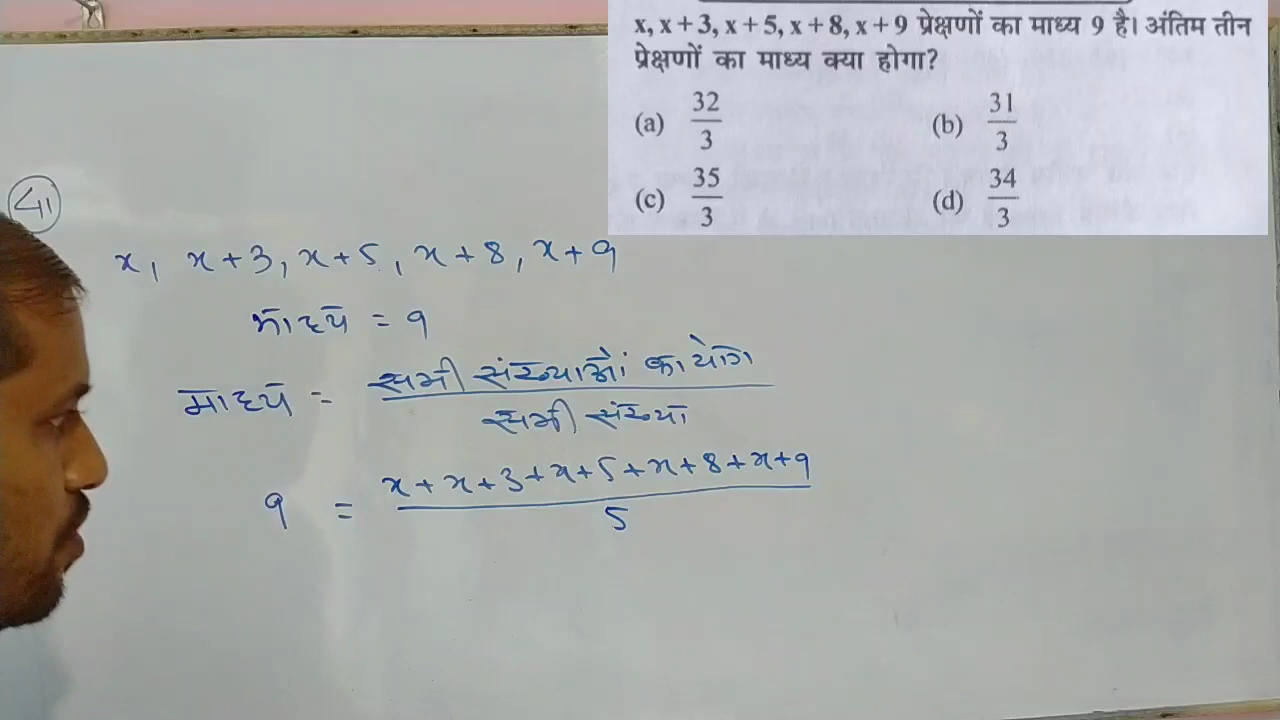 x, x + 3, x + 5, x + 8, x + 9 प्रेक्षणों का माध्य 9 है। अंतिम तीन
प्रेक्षणों का माध्य क्या होगा?
(a) 32/3 (b) 31/3
(c) 35/3 (d) 34/3
x, x + 3, x + 5, x + 8, x + 9
माध्य = 9
माध्य = सभी संख्याओं का योग / सभी संख्या
9 = x + x + 3 + x + 5 + x + 8 + x + 9 / 5